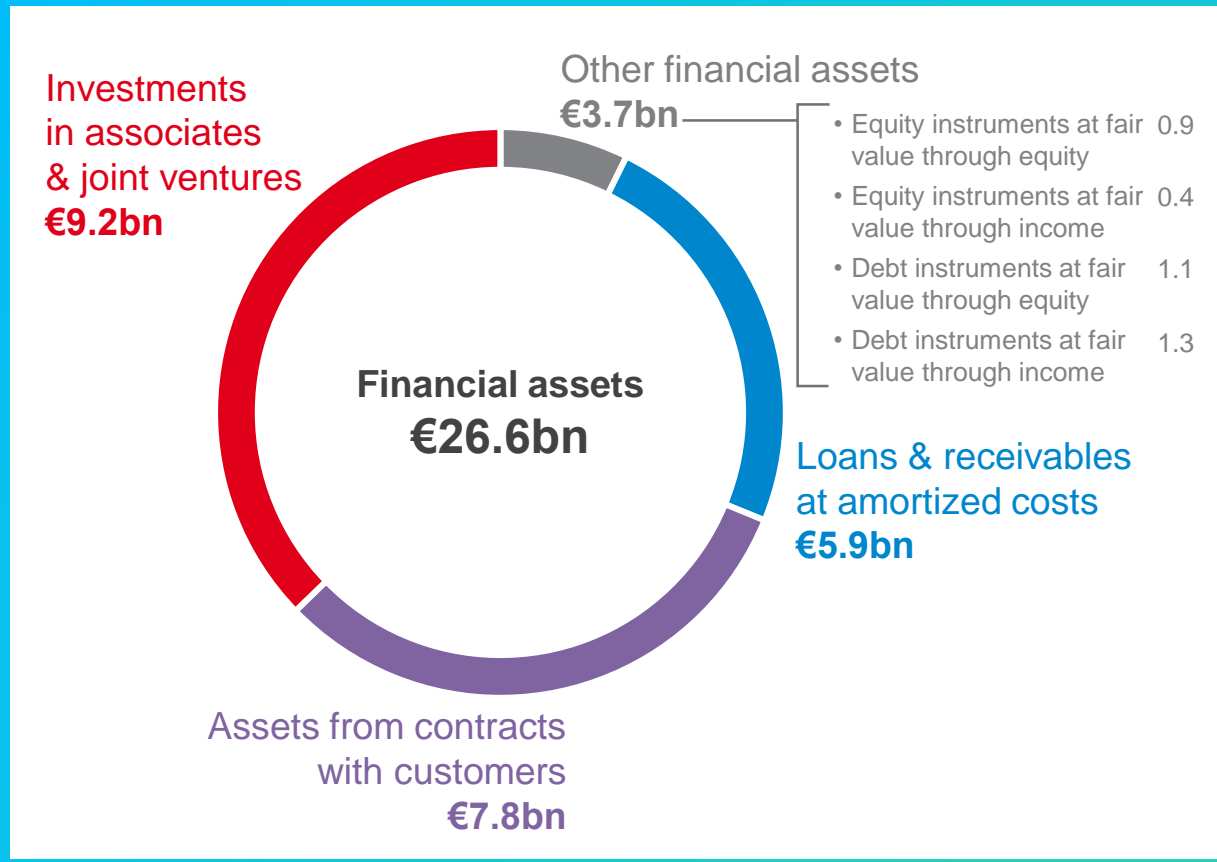 Investments
in associates
& joint ventures
€9.2bn
Other financial assets
€3.7bn
• Equity instruments at fair 0.9
value through equity
• Equity instruments at fair 0.4
value through income
• Debt instruments at fair 1.1
value through equity
• Debt instruments at fair 1.3
value through income
Financial assets
€26.6bn
Loans & receivables
at amortized costs
€5.9bn
Assets from contracts
with customers
€7.8bn